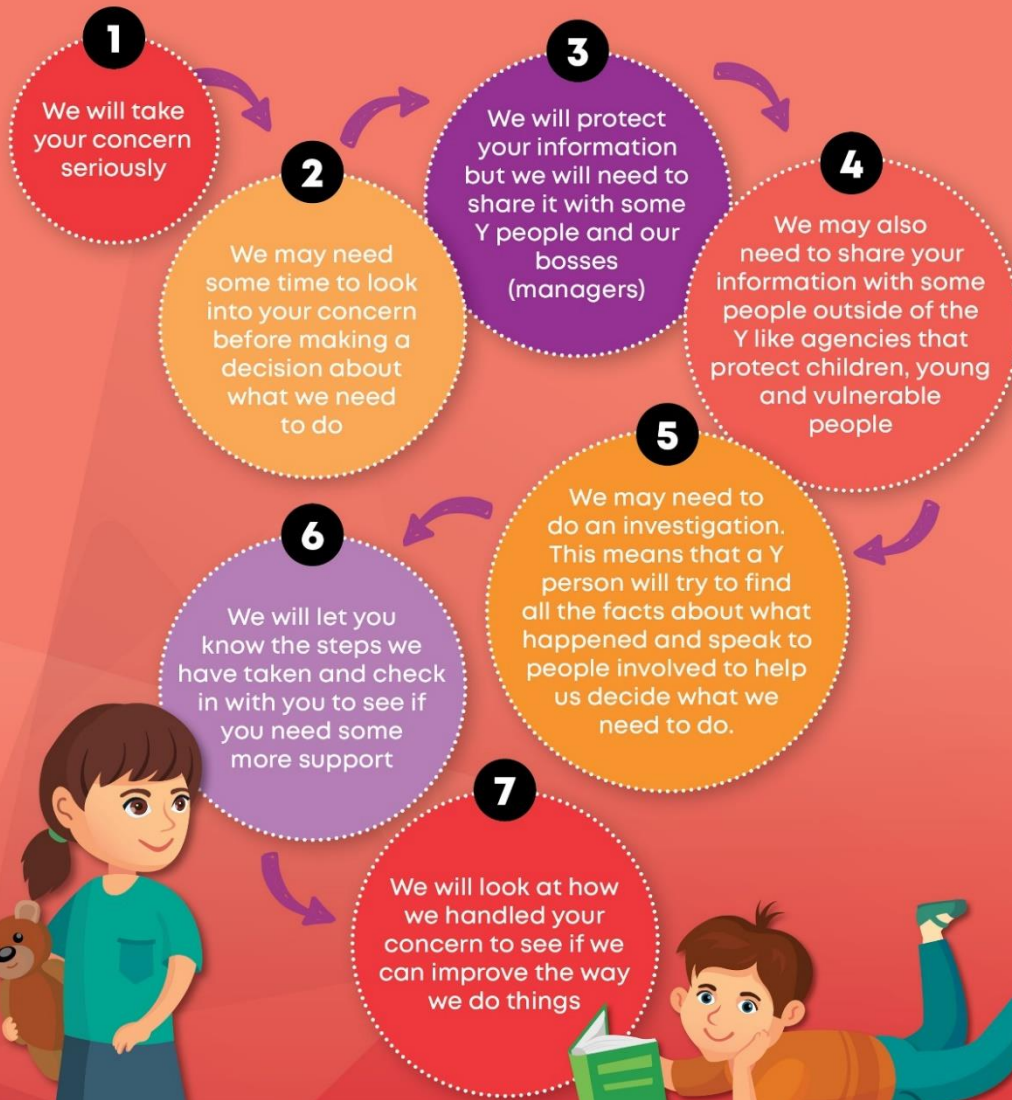 1
We will take
your concern
seriously
2
We may need
some time to look
into your concern
before making a
decision about
what we need
to do
3
We will protect
your information
but we will need to
share it with some
Y people and our
bosses
(managers)
4
We may also
need to share your
information with some
people outside of the
Y like agencies that
protect children, young
and vulnerable
people
5
We may need to
do an investigation.
This means that a Y
person will try to find
all the facts about what
happened and speak to
people involved to help
us decide what we
need to do.
6
We will let you
know the steps we
have taken and check
in with you to see if
you need some
more support
7
We will look at how
we handled your
concern to see if we
can improve the way
we do things